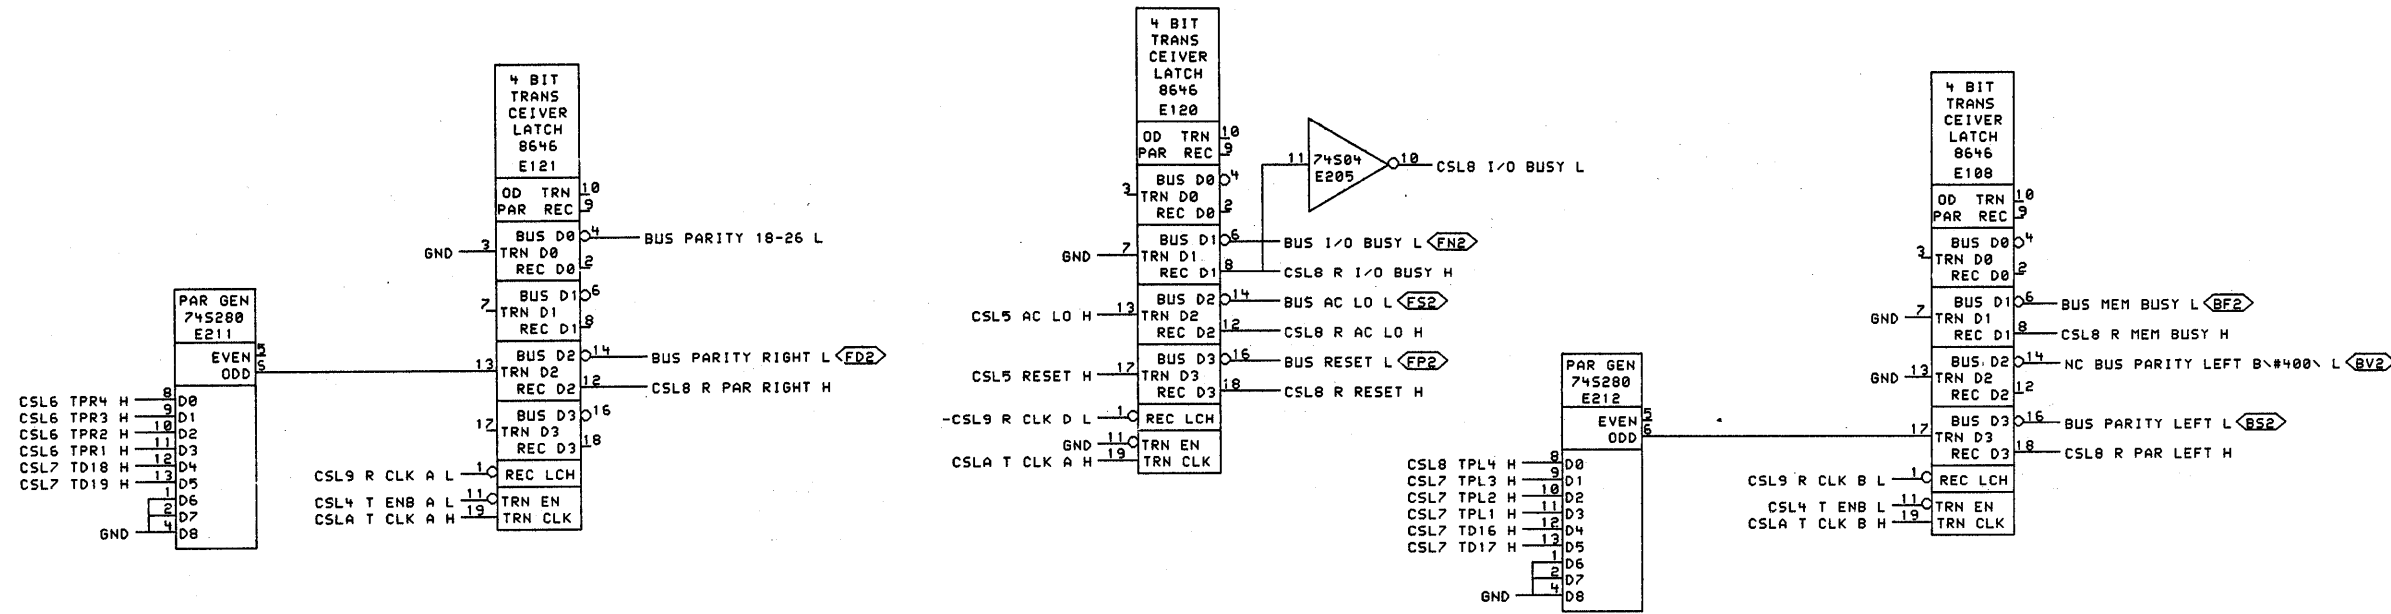 PAR GEN
74S280
E211
EVEN 5
ODD
CSL6 TPR4 H 8 D0
CSL6 TPR3 H 9 D1
CSL6 TPR2 H 10 D2
CSL6 TPR1 H 11 D3
CSL7 TD18 H 12 D4
CSL7 TD19 H 13 D5
1 D6
2 D7
GND 4 D8
4 BIT
TRANS
CEIVER
LATCH
8646
E121
OD TRN 10
PAR REC 9
BUS D0 4 BUS PARITY 18-26 L
GND 3 TRN D0
REC D0 2
BUS D1 6
7 TRN D1
REC D1 8
BUS D2 14 BUS PARITY RIGHT L FD2
13 TRN D2
REC D2 12 CSL8 R PAR RIGHT H
BUS D3 16
17 TRN D3
REC D3 18
CSL9 R CLK A L 1 REC LCH
CSL4 T ENB A L 11 TRN EN
CSLA T CLK A H 19 TRN CLK
4 BIT
TRANS
CEIVER
LATCH
8646
E120
OD TRN 10
PAR REC 9
BUS D0 4
3 TRN D0
REC D0 2
BUS D1 6 BUS I/O BUSY L FN2
GND 7 TRN D1
REC D1 8 CSL8 R I/O BUSY H
BUS D2 14 BUS AC LO L FS2
CSL5 AC LO H 13 TRN D2
REC D2 12 CSL8 R AC LO H
BUS D3 16 BUS RESET L FP2
CSL5 RESET H 17 TRN D3
REC D3 18 CSL8 R RESET H
-CSL9 R CLK D L 1 REC LCH
GND 11 TRN EN
CSLA T CLK A H 19 TRN CLK
11 74S04 10 CSL8 I/O BUSY L
E205
PAR GEN
74S280
E212
EVEN 5
ODD 6
CSL8 TPL4 H 8 D0
CSL7 TPL3 H 9 D1
CSL7 TPL2 H 10 D2
CSL7 TPL1 H 11 D3
CSL7 TD16 H 12 D4
CSL7 TD17 H 13 D5
1 D6
2 D7
GND 4 D8
4 BIT
TRANS
CEIVER
LATCH
8646
E108
OD TRN 10
PAR REC 9
BUS D0 4
3 TRN D0
REC D0 2
BUS D1 6 BUS MEM BUSY L BF2
GND 7 TRN D1
REC D1 8 CSL8 R MEM BUSY H
BUS D2 14 NC BUS PARITY LEFT B\#400\ L BV2
GND 13 TRN D2
REC D2 12
BUS D3 16 BUS PARITY LEFT L BS2
17 TRN D3
REC D3 18 CSL8 R PAR LEFT H
CSL9 R CLK B L 1 REC LCH
CSL4 T ENB L 11 TRN EN
CSLA T CLK B H 19 TRN CLK